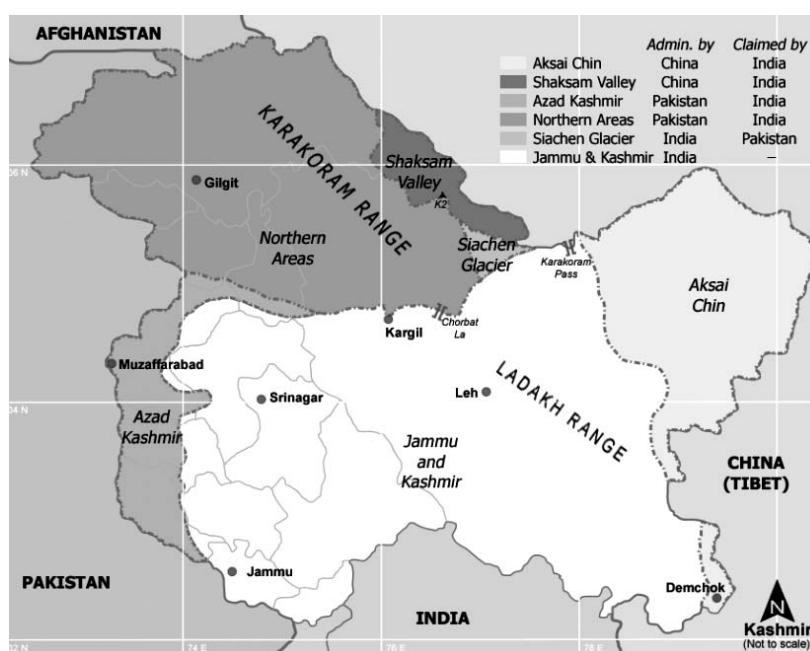 AFGHANISTAN
Admin. by Claimed by
Aksai Chin China India
Shaksam Valley China India
Azad Kashmir Pakistan India
Northern Areas Pakistan India
Siachen Glacier India Pakistan
Jammu & Kashmir India –
KARAKORAM RANGE
Shaksam
Valley
K2
Gilgit
Northern
Areas
Siachen
Glacier
Karakoram
Pass
Aksai
Chin
Kargil
Chorbat
La
Muzaffarabad
Srinagar
Leh
LADAKH RANGE
Azad
Kashmir
Jammu
and
Kashmir
CHINA
(TIBET)
Jammu
Demchok
PAKISTAN
INDIA
N
Kashmir
(Not to scale)
74 E
76 E
78 E